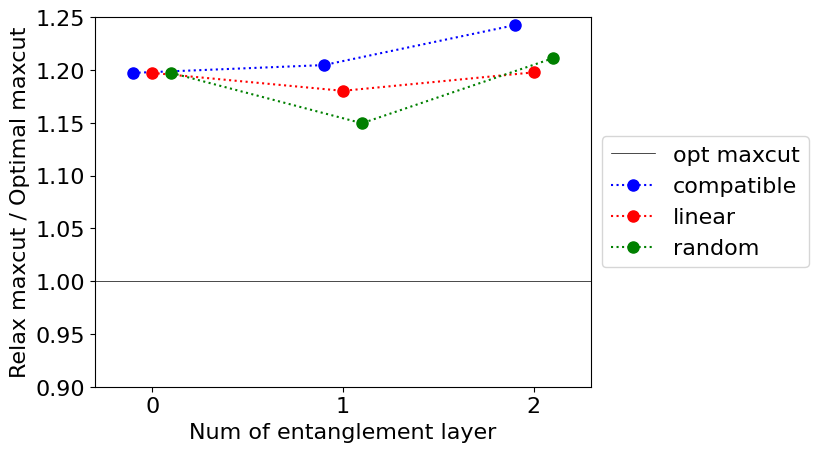 Relax maxcut / Optimal maxcut
1.25
1.20
1.15
1.10
1.05
1.00
0.95
0.90
0
1
2
Num of entanglement layer
opt maxcut
compatible
linear
random